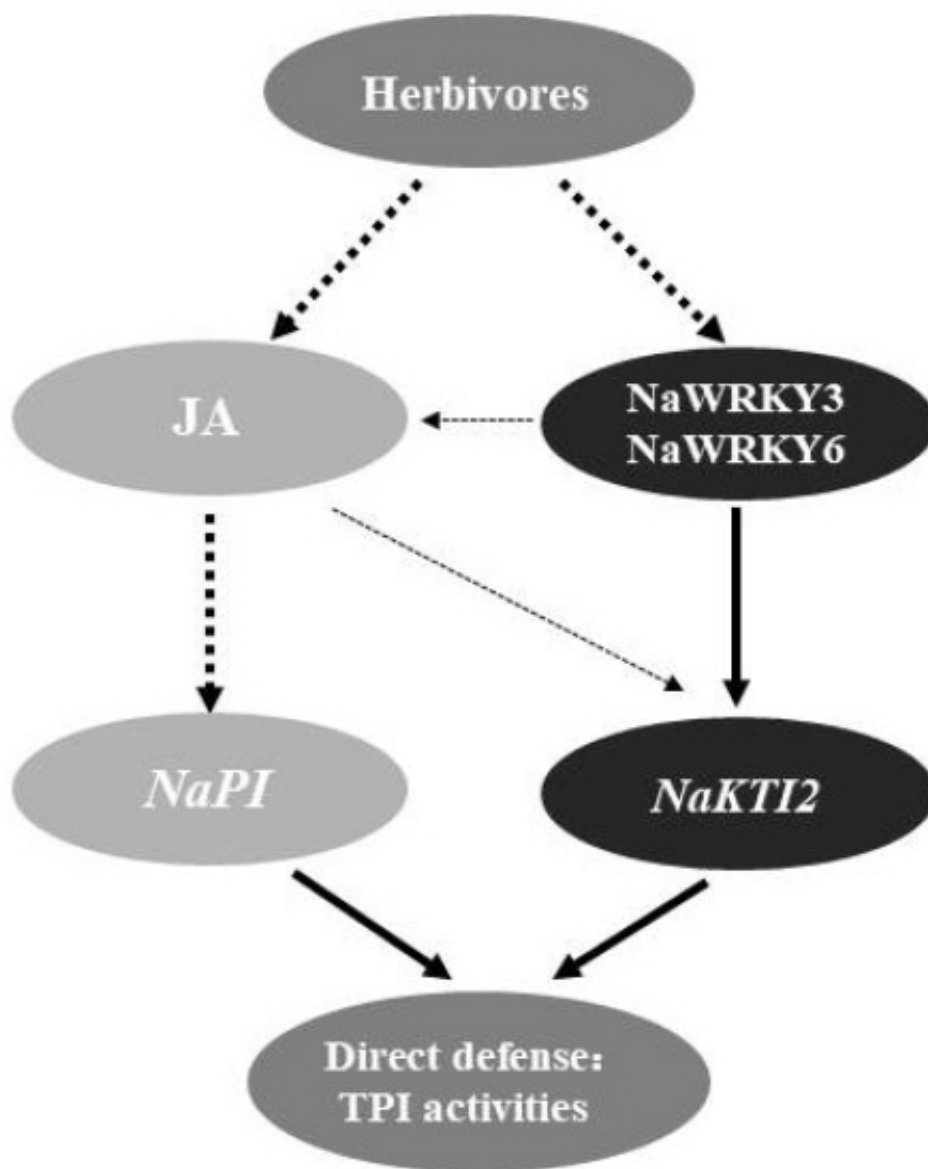 Herbivores
JA
NaWRKY3
NaWRKY6
NaPI
NaKTI2
Direct defense：
TPI activities